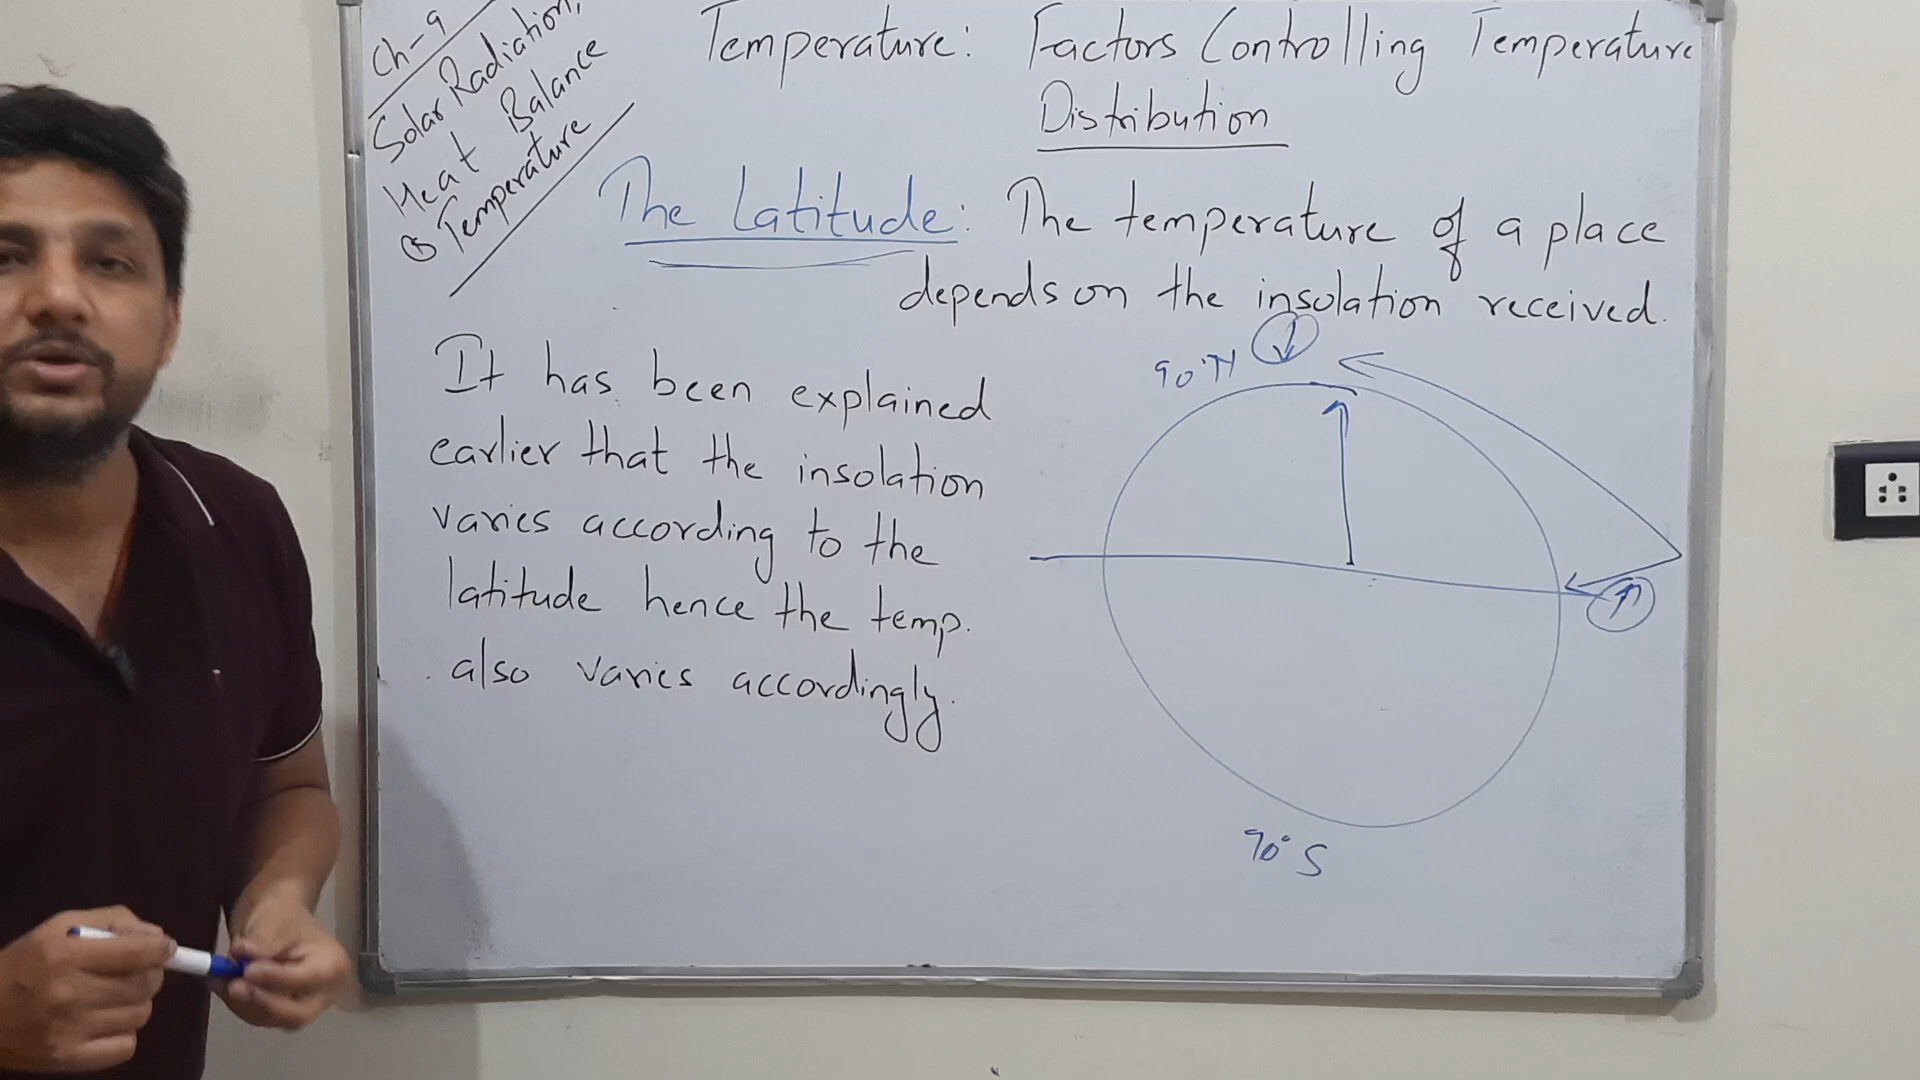 Ch-9
Solar Radiation,
Heat Balance
& Temperature
Temperature: Factors Controlling Temperature
Distribution
The Latitude: The temperature of a place
depends on the insolation received.
It has been explained
earlier that the insolation
varies according to the
latitude hence the temp.
also varies accordingly.
90°N
90°S